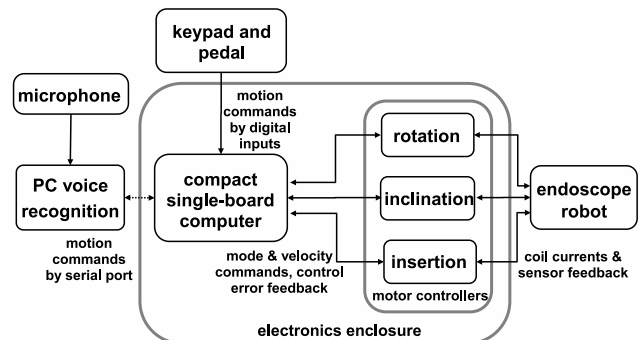 keypad and
pedal
microphone
motion
commands
by digital
inputs
rotation
PC voice
recognition
compact
single-board
computer
inclination
endoscope
robot
motion
commands
by serial port
mode & velocity
commands, control
error feedback
insertion
coil currents &
sensor feedback
motor controllers
electronics enclosure